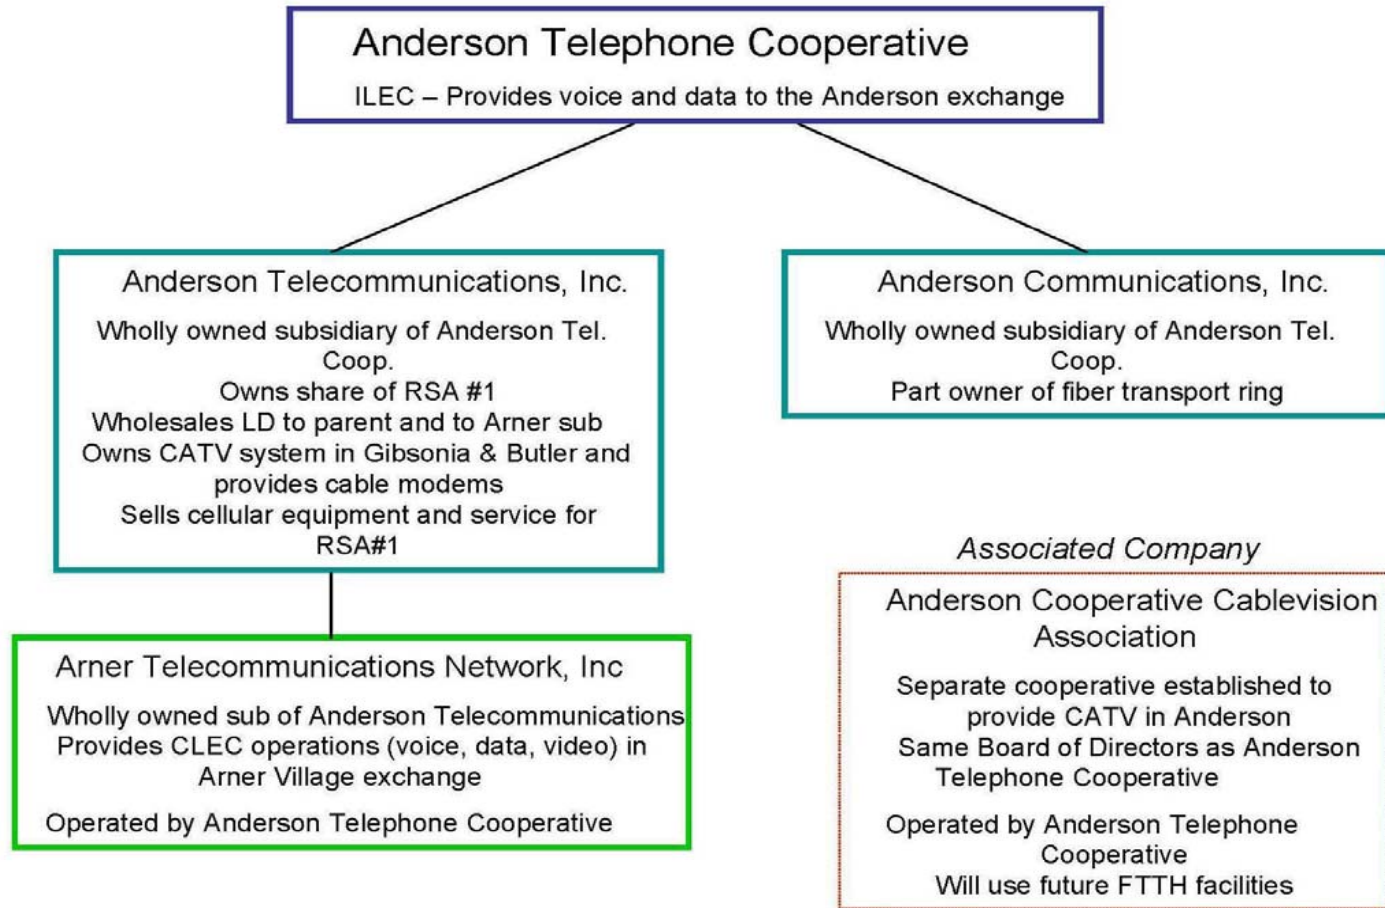 Anderson Telephone Cooperative
ILEC – Provides voice and data to the Anderson exchange
Anderson Telecommunications, Inc.
Wholly owned subsidiary of Anderson Tel.
Coop.
Owns share of RSA #1
Wholesales LD to parent and to Arner sub
Owns CATV system in Gibsonia & Butler and
provides cable modems
Sells cellular equipment and service for
RSA#1
Anderson Communications, Inc.
Wholly owned subsidiary of Anderson Tel.
Coop.
Part owner of fiber transport ring
Arner Telecommunications Network, Inc
Wholly owned sub of Anderson Telecommunications
Provides CLEC operations (voice, data, video) in
Arner Village exchange
Operated by Anderson Telephone Cooperative
Associated Company
Anderson Cooperative Cablevision
Association
Separate cooperative established to
provide CATV in Anderson
Same Board of Directors as Anderson
Telephone Cooperative
Operated by Anderson Telephone
Cooperative
Will use future FTTH facilities